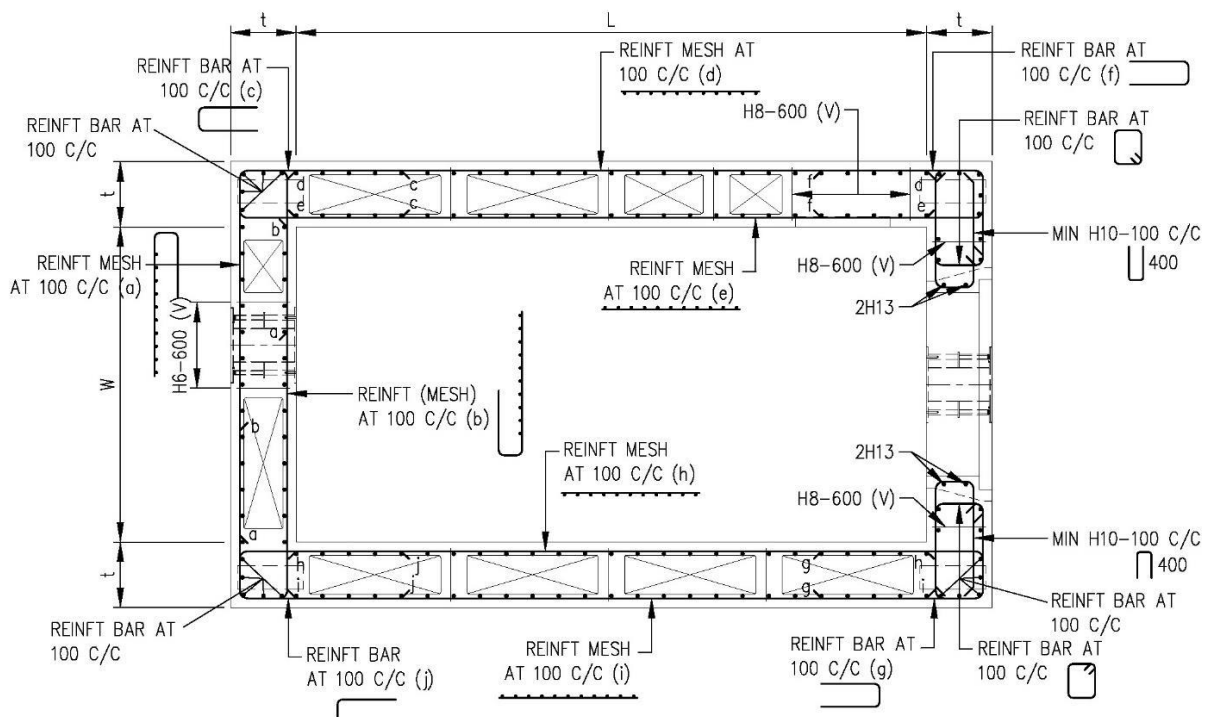 t
L
t
REINFT BAR AT
100 C/C (c)
REINFT MESH AT
100 C/C (d)
REINFT BAR AT
100 C/C (f)
H8-600 (V)
REINFT BAR AT
100 C/C
REINFT BAR AT
100 C/C
t
d
c
f
d
e
c
f
e
b
MIN H10-100 C/C
400
H8-600 (V)
REINFT MESH
AT 100 C/C (a)
REINFT MESH
AT 100 C/C (e)
2H13
H6-600 (V)
a
W
REINFT (MESH)
AT 100 C/C (b)
b
REINFT MESH
AT 100 C/C (h)
2H13
H8-600 (V)
a
t
h
j
g
h
i
j
g
i
MIN H10-100 C/C
400
REINFT BAR AT
100 C/C
REINFT BAR AT
100 C/C
REINFT BAR
AT 100 C/C (j)
REINFT MESH
AT 100 C/C (i)
REINFT BAR AT
100 C/C (g)
REINFT BAR AT
100 C/C